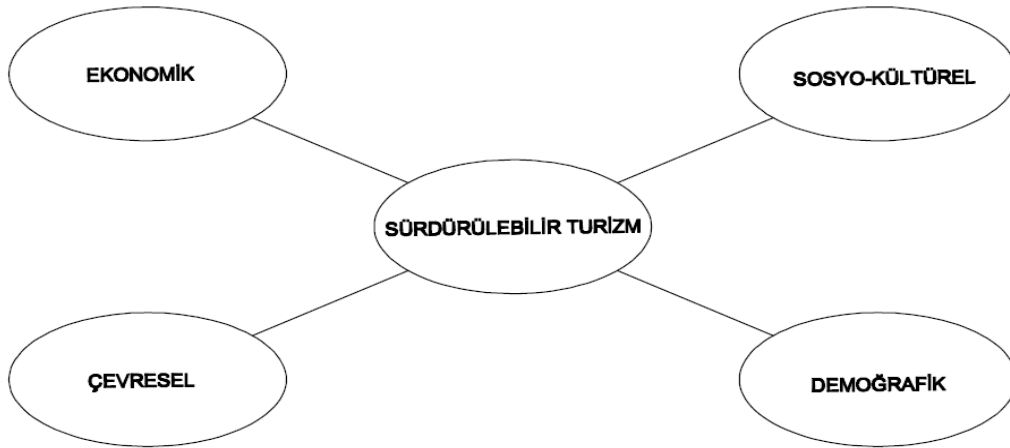 EKONOMİK
SOSYO-KÜLTÜREL
SÜRDÜRÜLEBİLİR TURİZM
ÇEVRESEL
DEMOĞRAFİK